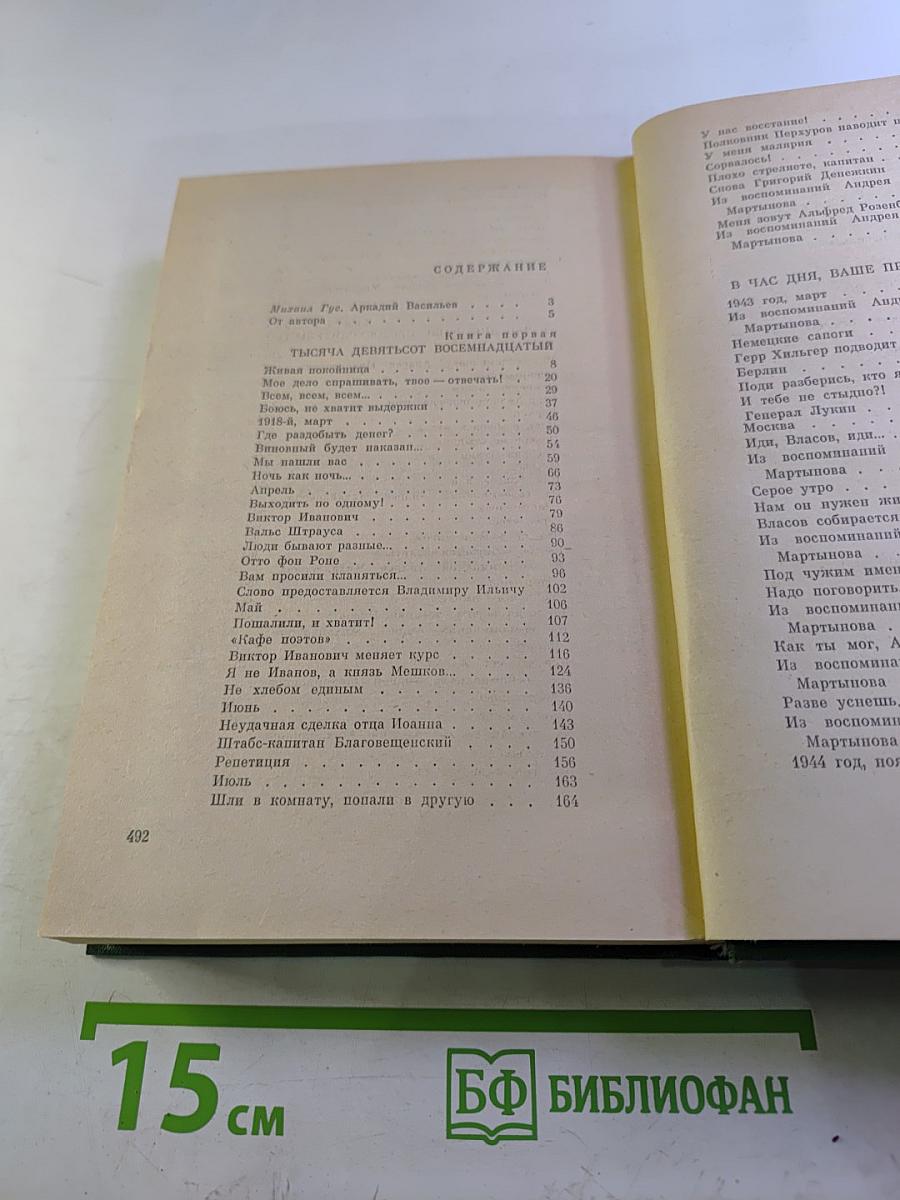 СОДЕРЖАНИЕ
Михаил Гус. Аркадий Васильев . . . . 3
От автора . . . . . . . . . . . . 5
Книга первая
ТЫСЯЧА ДЕВЯТЬСОТ ВОСЕМНАДЦАТЫЙ
Живая покойница . . . . . . . . . . 8
Мое дело спрашивать, твое — отвечать! . . 20
Всем, всем, всем... . . . . . . . . . . 29
Боюсь, не хватит выдержки . . . . . . . 37
1918-й, март . . . . . . . . . . . . 46
Где раздобыть денег? . . . . . . . . . 50
Виновный будет наказан... . . . . . . . 54
Мы нашли вас . . . . . . . . . . . 59
Ночь как ночь... . . . . . . . . . . . 66
Апрель . . . . . . . . . . . . . . 73
Выходить по одному! . . . . . . . . . 76
Виктор Иванович . . . . . . . . . . 79
Вальс Штрауса . . . . . . . . . . . 86
Люди бывают разные... . . . . . . . . 90
Отто фон Роне . . . . . . . . . . . 93
Вам просили кланяться... . . . . . . . 96
Слово предоставляется Владимиру Ильичу 102
Май . . . . . . . . . . . . . . . 106
Пошалили, и хватит! . . . . . . . . . 107
«Кафе поэтов» . . . . . . . . . . . 112
Виктор Иванович меняет курс . . . . . 116
Я не Иванов, а князь Мешков... . . . . 124
Не хлебом единым . . . . . . . . . 136
Июнь . . . . . . . . . . . . . . 140
Неудачная сделка отца Иоанна . . . . . 143
Штабс-капитан Благовещенский . . . . 150
Репетиция . . . . . . . . . . . . . 156
Июль . . . . . . . . . . . . . . 163
Шли в комнату, попали в другую . . . 164
492
У нас восстание! . . . . .
Полковник Перхуров наводит п
У меня малярия . . . . .
Сорвалось! . . . . . . . .
Плохо стреляете, капитан . .
Снова Григорий Денежкин
Из воспоминаний Андрея
Мартынова . . . . . .
Меня зовут Альфред Розенб
Из воспоминаний Андрея
Мартынова . . . . .
В ЧАС ДНЯ, ВАШЕ ПР
1943 год, март . . . .
Из воспоминаний Анд
Мартынова . . . .
Немецкие сапоги . .
Герр Хильгер подводит
Берлин . . . . . .
Поди разберись, кто я
И тебе не стыдно?!
Генерал Лукин . .
Москва . . . . .
Иди, Власов, иди... .
Из воспоминаний
Мартынова . .
Серое утро . . .
Нам он нужен жи
Власов собирается
Из воспоминаний
Мартынова . .
Под чужим имен
Надо поговорить.
Из воспоминани
Мартынова .
Как ты мог, А
Из воспомина
Мартынова
Разве успешь,
Из воспомин
Мартынова
1944 год, ноя
15 см
БФ БИБЛИОФАН